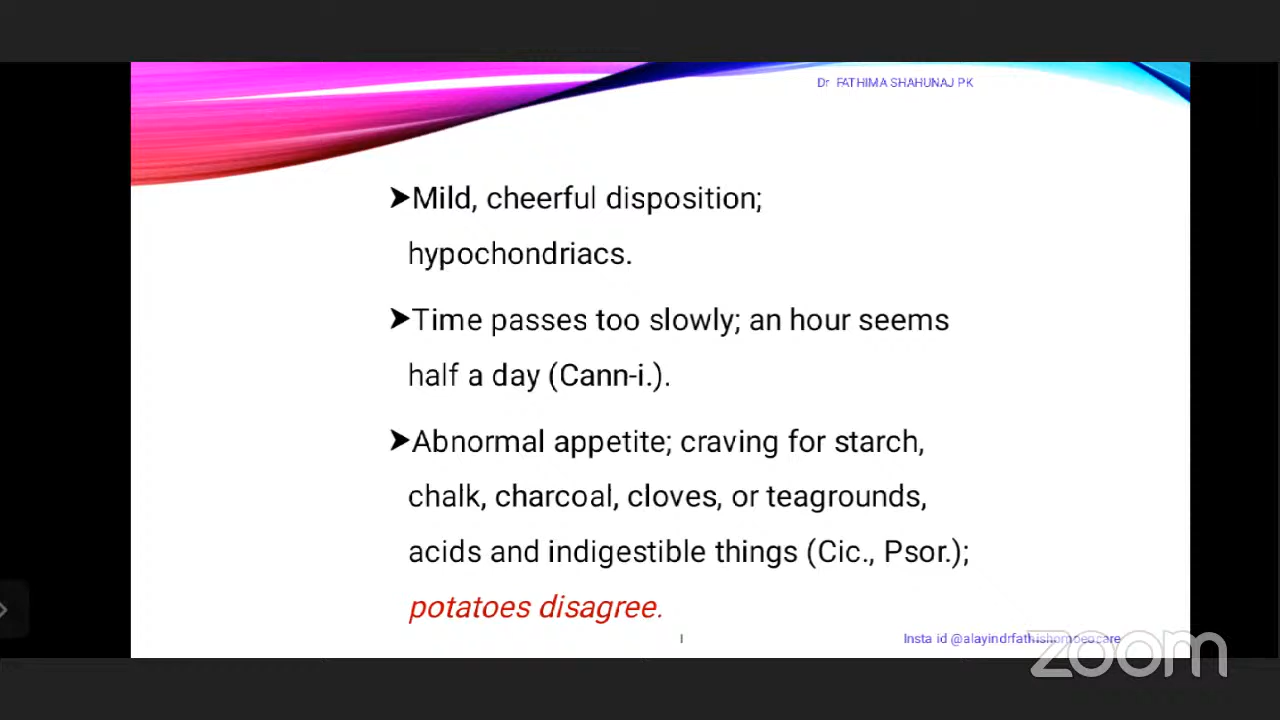 Dr FATHIMA SHAHUNAJ PK
➤Mild, cheerful disposition;
hypochondriacs.
➤Time passes too slowly; an hour seems
half a day (Cann-i.).
➤Abnormal appetite; craving for starch,
chalk, charcoal, cloves, or teagrounds,
acids and indigestible things (Cic., Psor.);
potatoes disagree.
Insta id @alayindrfathishomoeocare
zoom